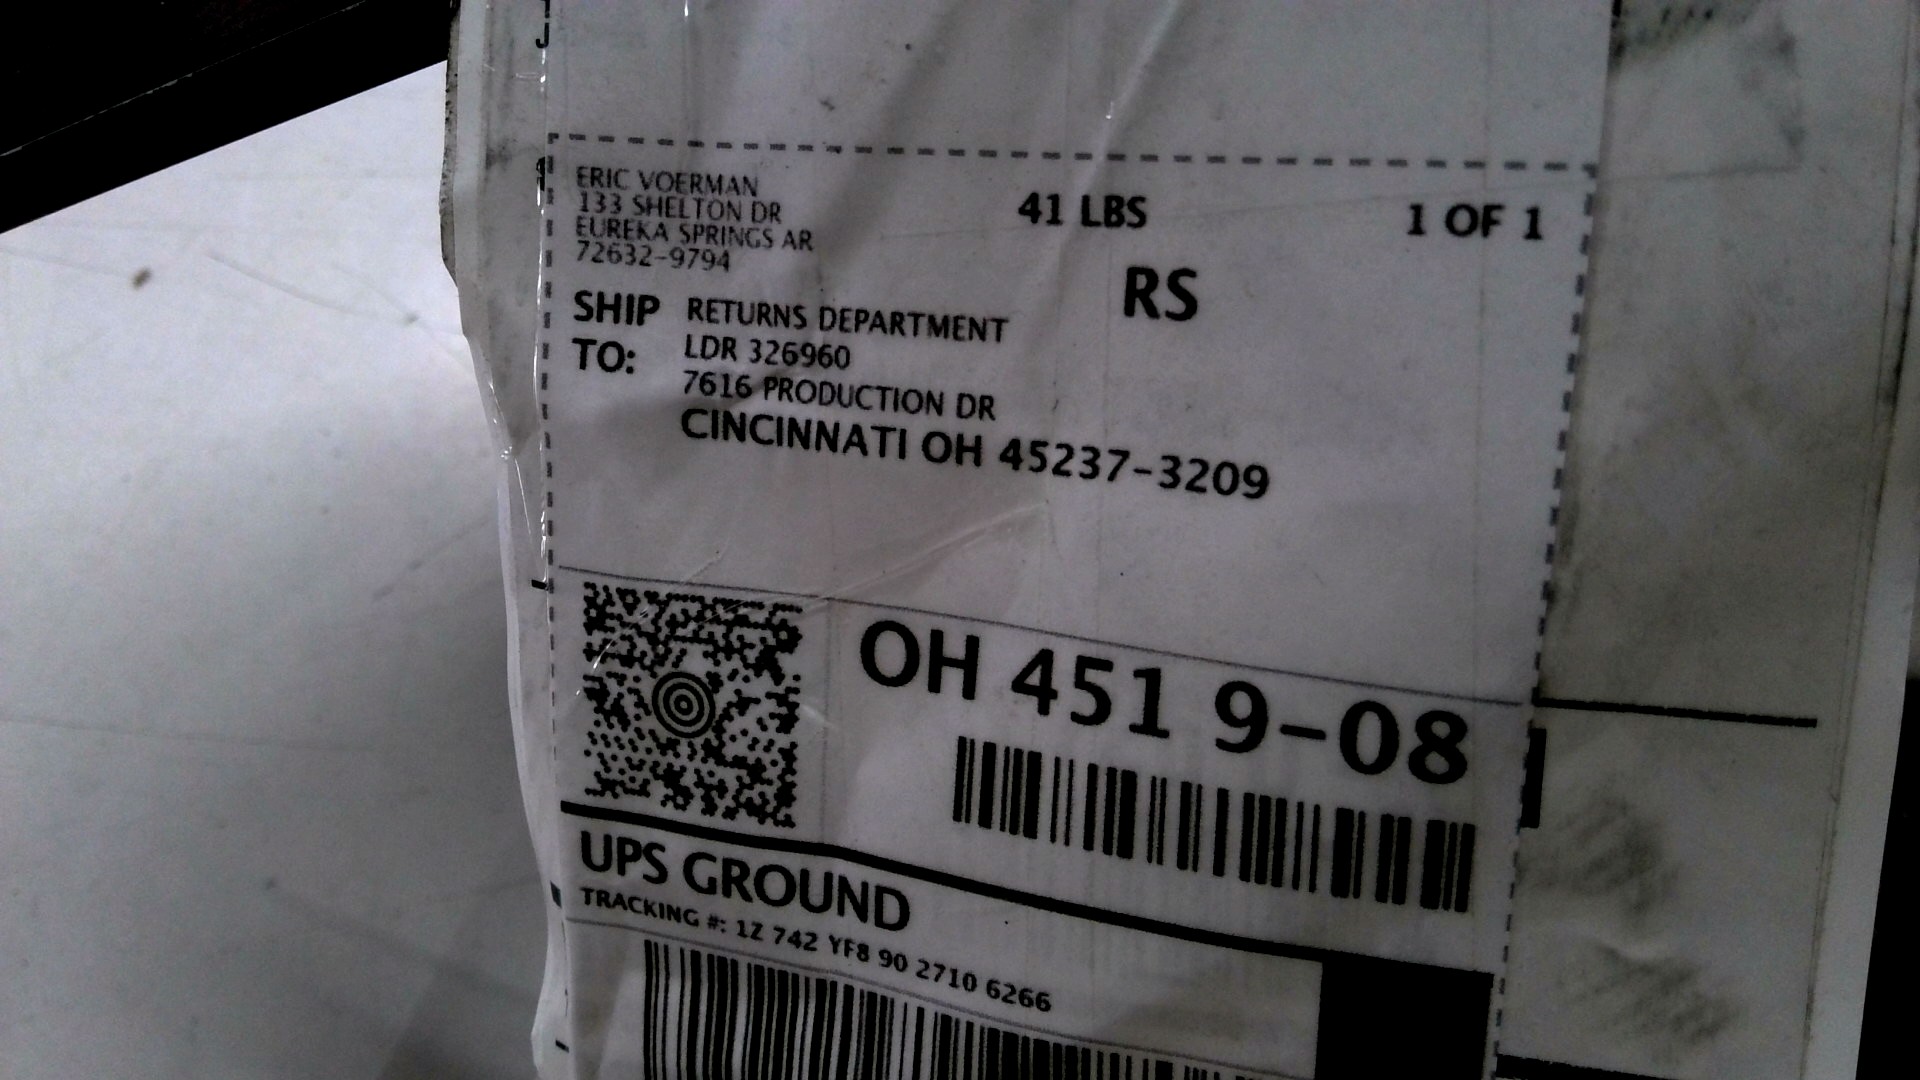 ERIC VOERMAN
133 SHELTON DR
EUREKA SPRINGS AR
72632-9794
41 LBS
1 OF 1
RS
SHIP TO:
RETURNS DEPARTMENT
LDR 326960
7616 PRODUCTION DR
CINCINNATI OH 45237-3209
OH 451 9-08
UPS GROUND
TRACKING #: 1Z 742 YF8 90 2710 6266